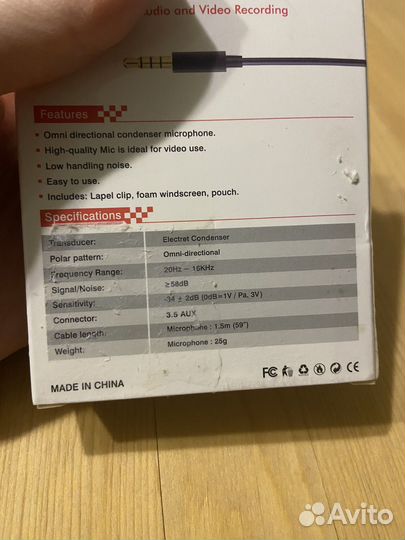 Audio and Video Recording
Features
• Omni directional condenser microphone.
• High-quality Mic is ideal for video use.
• Low handling noise.
• Easy to use.
• Includes: Lapel clip, foam windscreen, pouch.
Specifications
Transducer: Electret Condenser
Polar pattern: Omni-directional
Frequency Range: 20Hz – 16KHz
Signal/Noise: ≥58dB
Sensitivity: -34 ± 2dB (0dB=1V / Pa, 3V)
Connector: 3.5 AUX
Cable length: Microphone : 1.5m (59")
Weight: Microphone : 25g
MADE IN CHINA
FC CE
Avito